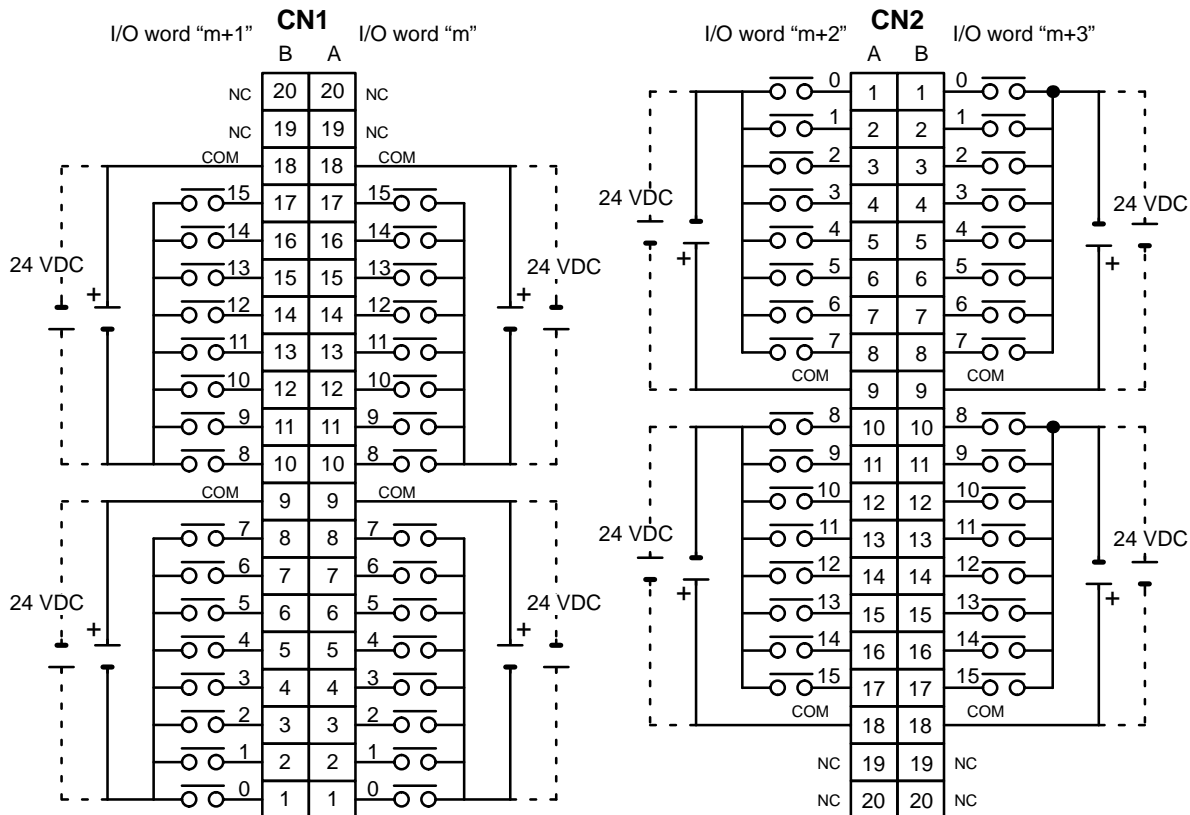 CN1
I/O word “m+1” I/O word “m”
B A
NC 20 20 NC
NC 19 19 NC
COM 18 18 COM
15 17 17 15
14 16 16 14
24 VDC 13 15 15 13 24 VDC
+ 12 14 14 12 +
11 13 13 11
10 12 12 10
9 11 11 9
8 10 10 8
COM 9 9 COM
7 8 8 7
6 7 7 6
24 VDC 5 6 6 5 24 VDC
+ 4 5 5 4 +
3 4 4 3
2 3 3 2
1 2 2 1
0 1 1 0
CN2
I/O word “m+2” I/O word “m+3”
A B
0 1 1 0
1 2 2 1
2 3 3 2
24 VDC 3 4 4 3 24 VDC
4 5 5 4
+ 5 6 6 5 +
6 7 7 6
7 8 8 7
COM 9 9
8 10 10 8
9 11 11 9
10 12 12 10
24 VDC 11 13 13 11 24 VDC
12 14 14 12
+ 13 15 15 13 +
14 16 16 14
15 17 17 15
COM 18 18
NC 19 19 NC
NC 20 20 NC